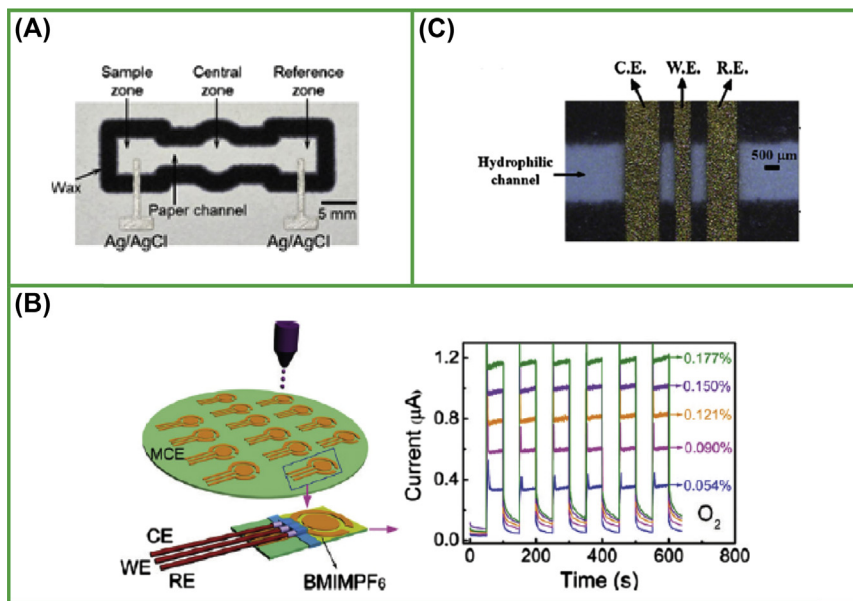 (A)
Sample zone
Central zone
Reference zone
Wax
Paper channel
5 mm
Ag/AgCl
Ag/AgCl
(C)
C.E.
W.E.
R.E.
Hydrophilic channel
500 μm
(B)
MCE
CE
WE
RE
BMIMPF6
Current (μA)
1.2
0.8
0.4
0.0
0.177%
0.150%
0.121%
0.090%
0.054%
O2
0
200
400
600
800
Time (s)